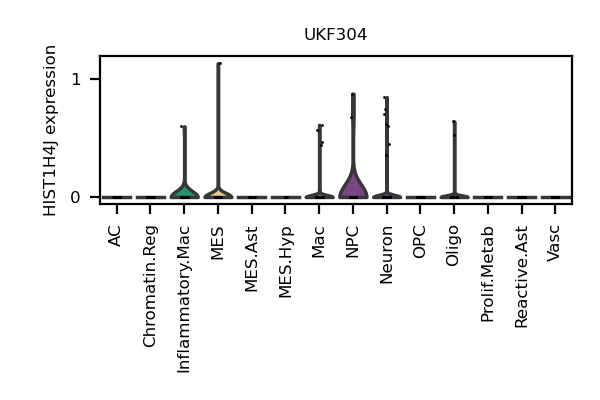 UKF304
HIST1H4J expression
1
0
AC
Chromatin.Reg
Inflammatory.Mac
MES
MES.Ast
MES.Hyp
Mac
NPC
Neuron
OPC
Oligo
Prolif.Metab
Reactive.Ast
Vasc